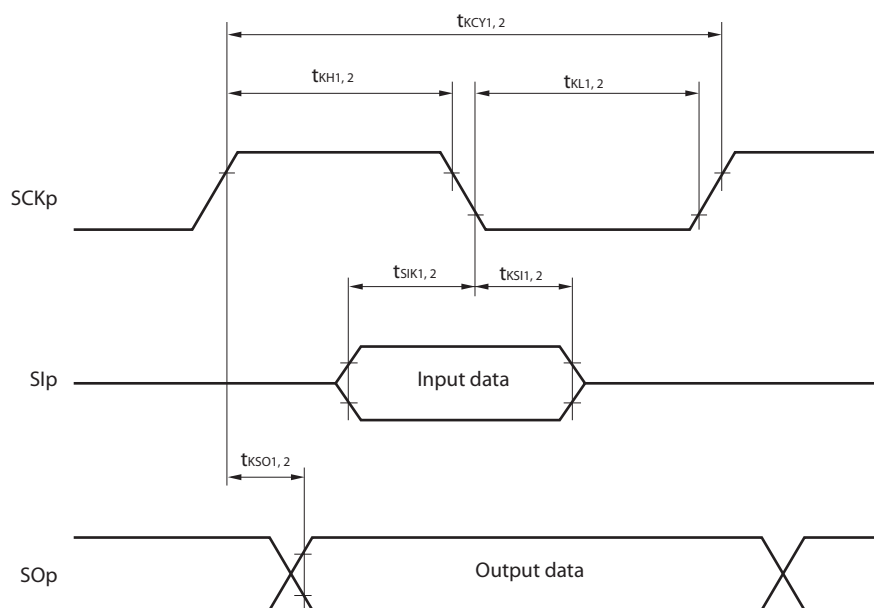 tKCY1, 2
tKH1, 2
tKL1, 2
SCKp
tSIK1, 2
tKSI1, 2
SIp
Input data
tKSO1, 2
SOp
Output data